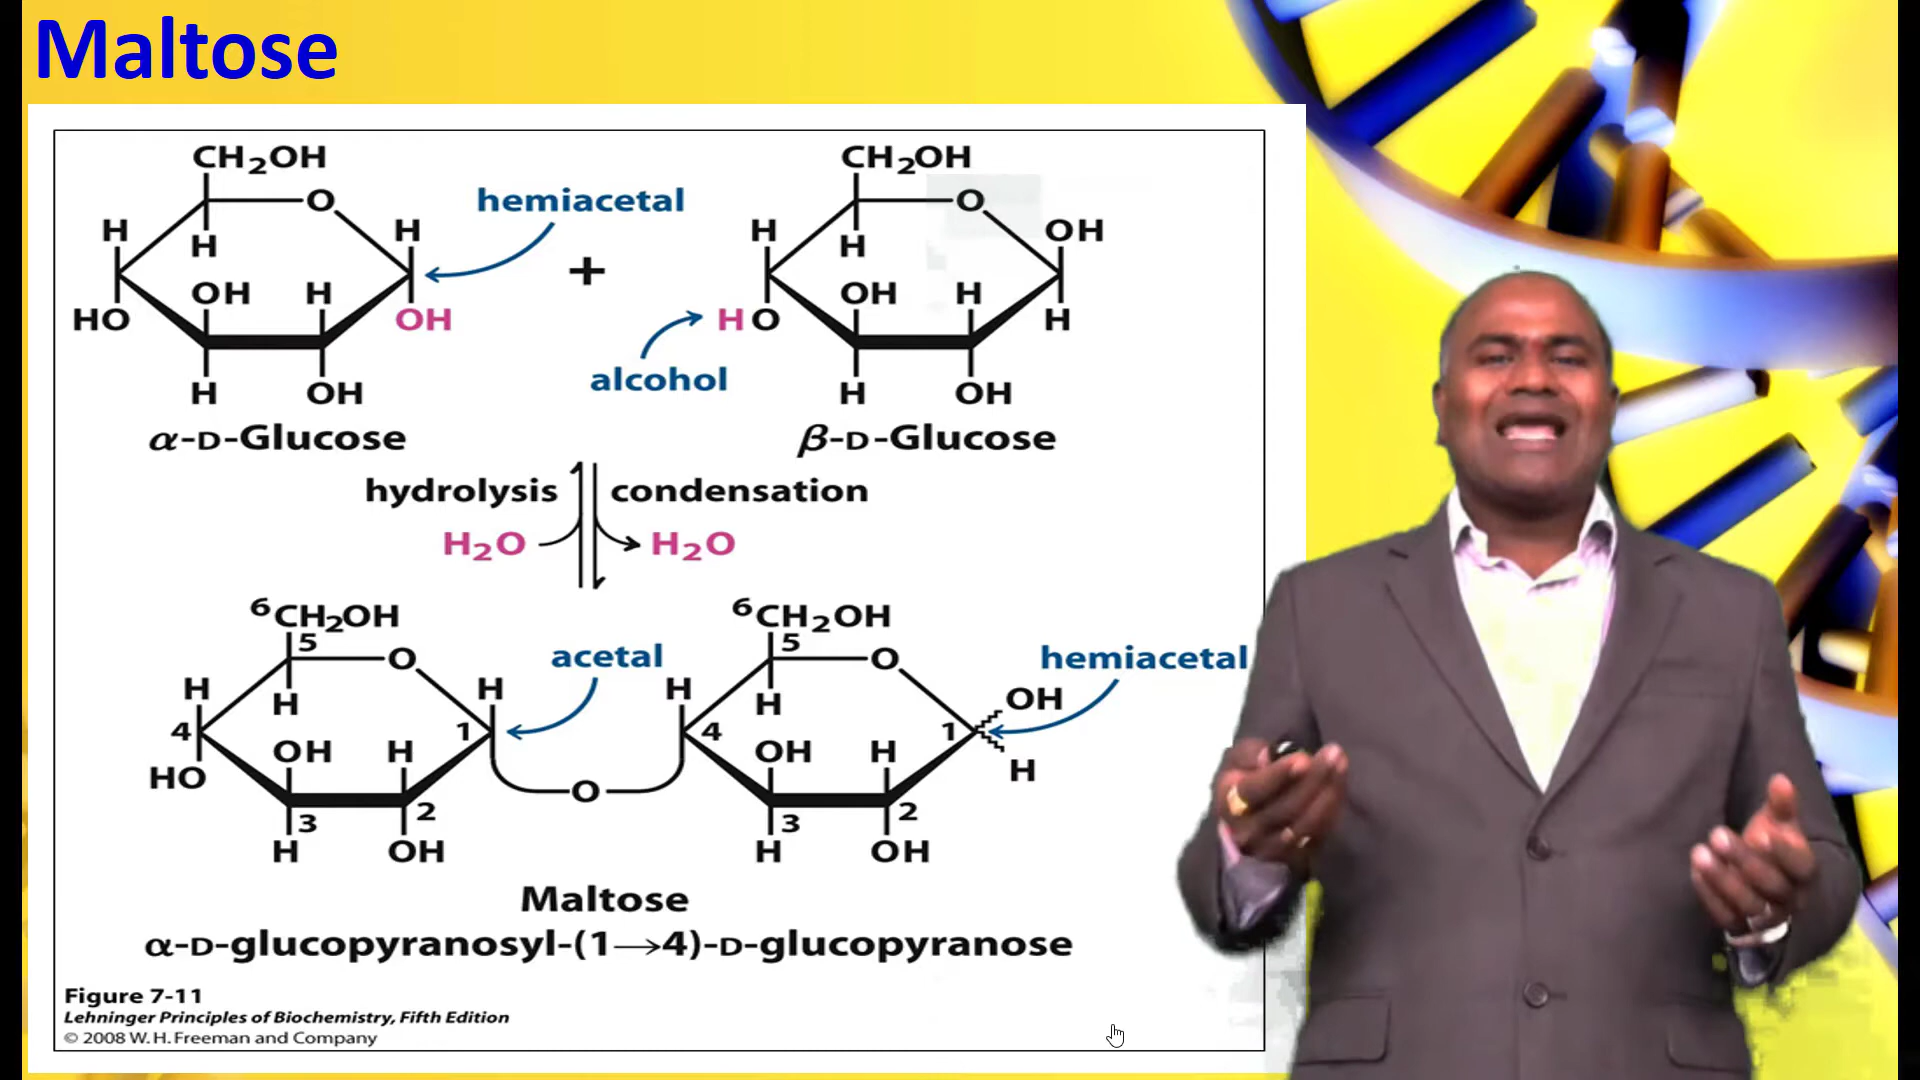 Maltose
CH2OH
CH2OH
hemiacetal
O
O
H
H
H
OH
H
H
+
OH
H
OH
H
HO
OH
HO
H
alcohol
H
OH
H
OH
α-D-Glucose
β-D-Glucose
hydrolysis
condensation
H2O
H2O
6CH2OH
6CH2OH
5
5
acetal
hemiacetal
O
O
H
H
H
OH
H
H
4
1
4
1
OH
H
OH
H
HO
H
O
3
2
3
2
H
OH
H
OH
Maltose
α-D-glucopyranosyl-(1→4)-D-glucopyranose
Figure 7-11
Lehninger Principles of Biochemistry, Fifth Edition
© 2008 W. H. Freeman and Company